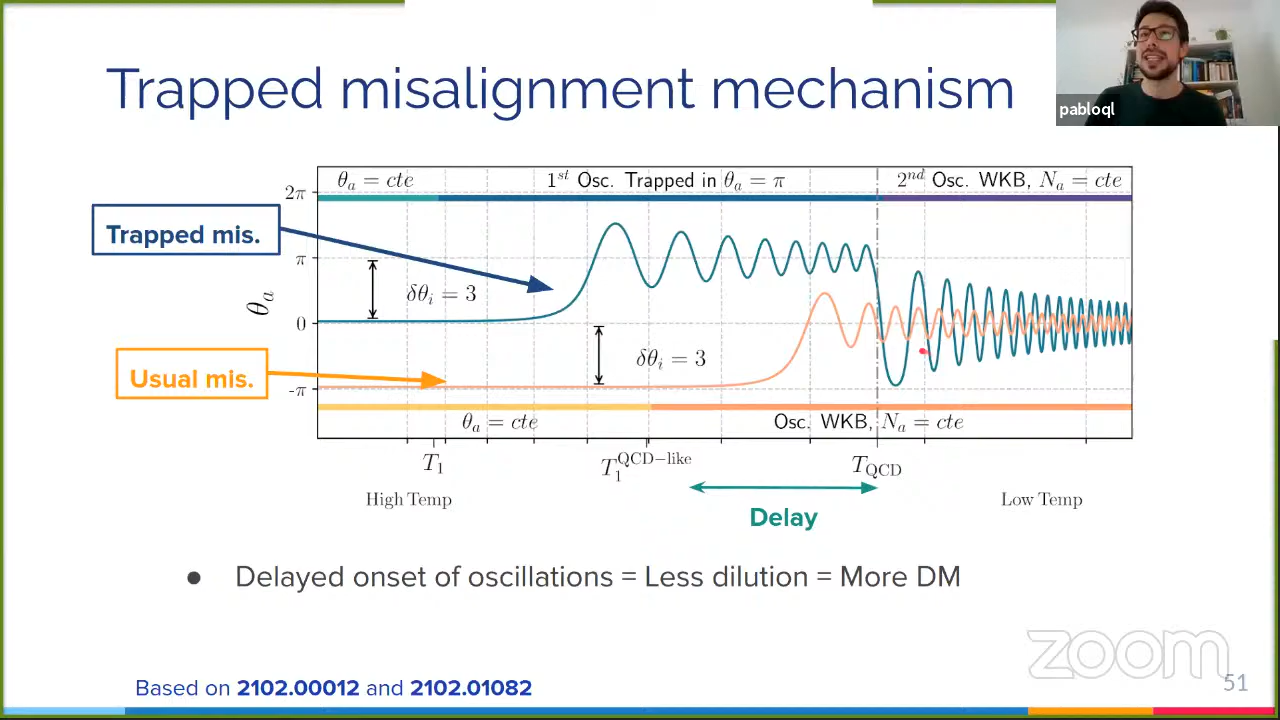 pabloql
Trapped misalignment mechanism
θₐ = cte
1ˢᵗ Osc. Trapped in θₐ = π
2ⁿᵈ Osc. WKB, Nₐ = cte
2π
Trapped mis.
π
δθᵢ = 3
θₐ
0
δθᵢ = 3
Usual mis.
-π
θₐ = cte
Osc. WKB, Nₐ = cte
T₁
T₁^QCD−like
T_QCD
High Temp
Low Temp
Delay
● Delayed onset of oscillations = Less dilution = More DM
zoom
51
Based on 2102.00012 and 2102.01082